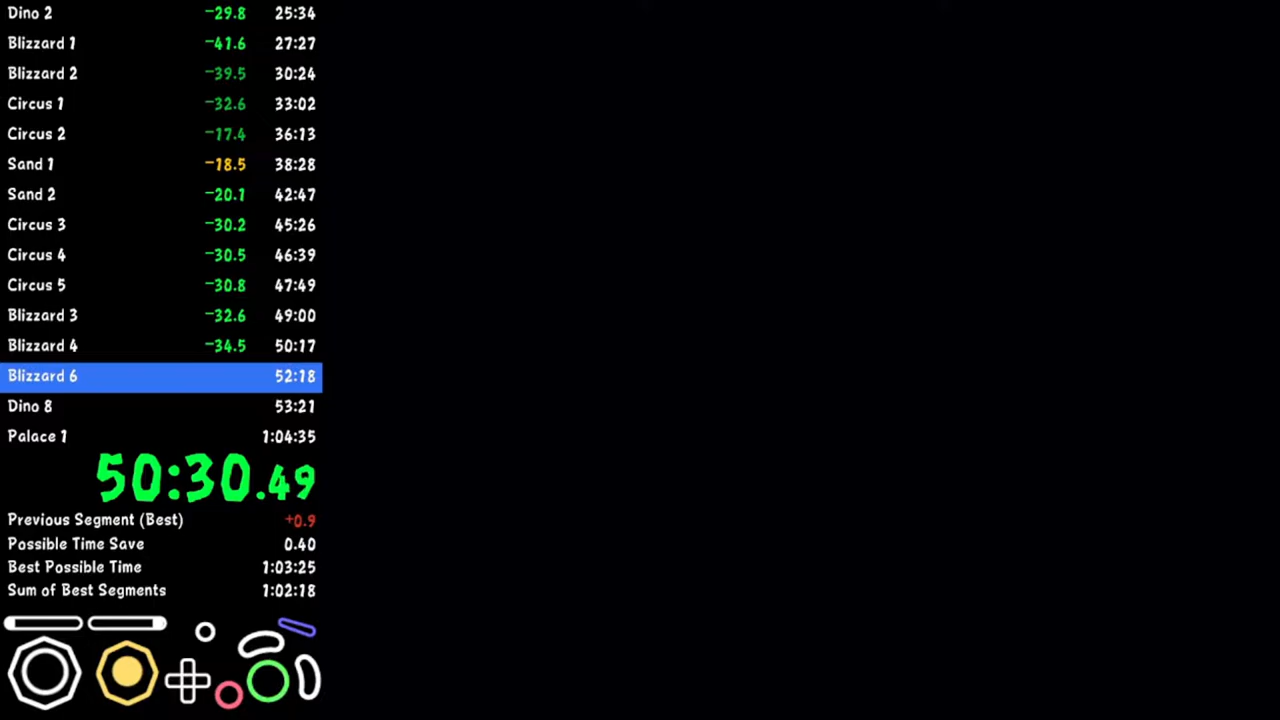 Dino 2 -29.8 25:34
Blizzard 1 -41.6 27:27
Blizzard 2 -39.5 30:24
Circus 1 -32.6 33:02
Circus 2 -17.4 36:13
Sand 1 -18.5 38:28
Sand 2 -20.1 42:47
Circus 3 -30.2 45:26
Circus 4 -30.5 46:39
Circus 5 -30.8 47:49
Blizzard 3 -32.6 49:00
Blizzard 4 -34.5 50:17
Blizzard 6 52:18
Dino 8 53:21
Palace 1 1:04:35
50:30.49
Previous Segment (Best) +0.9
Possible Time Save 0.40
Best Possible Time 1:03:25
Sum of Best Segments 1:02:18